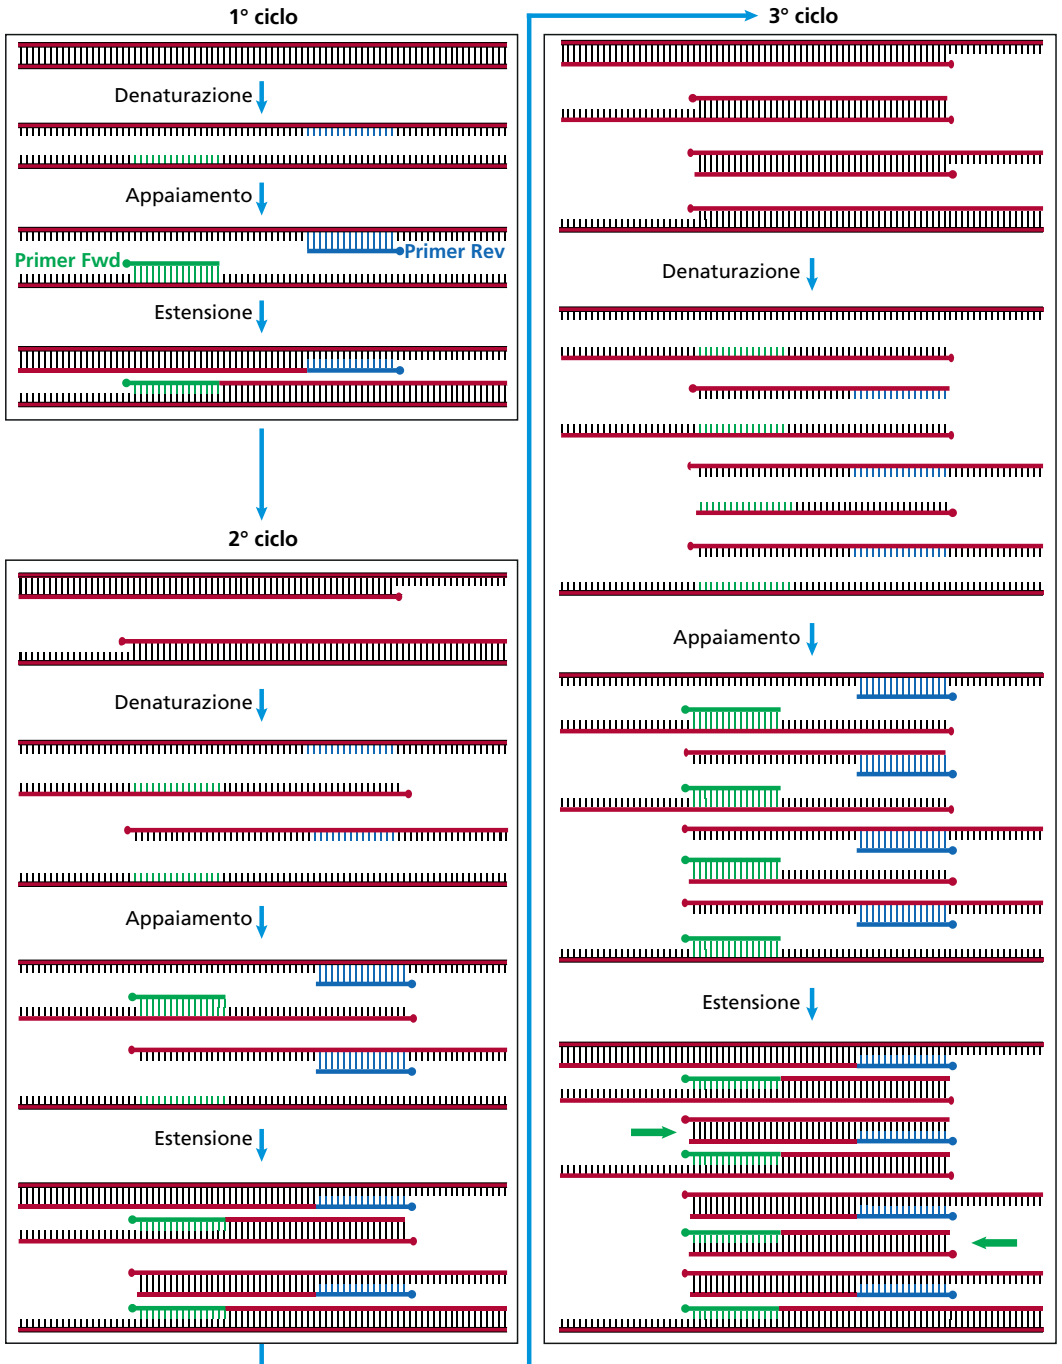 1° ciclo
Denaturazione
Appaiamento
Primer Rev
Primer Fwd
Estensione
2° ciclo
Denaturazione
Appaiamento
Estensione
3° ciclo
Denaturazione
Appaiamento
Estensione